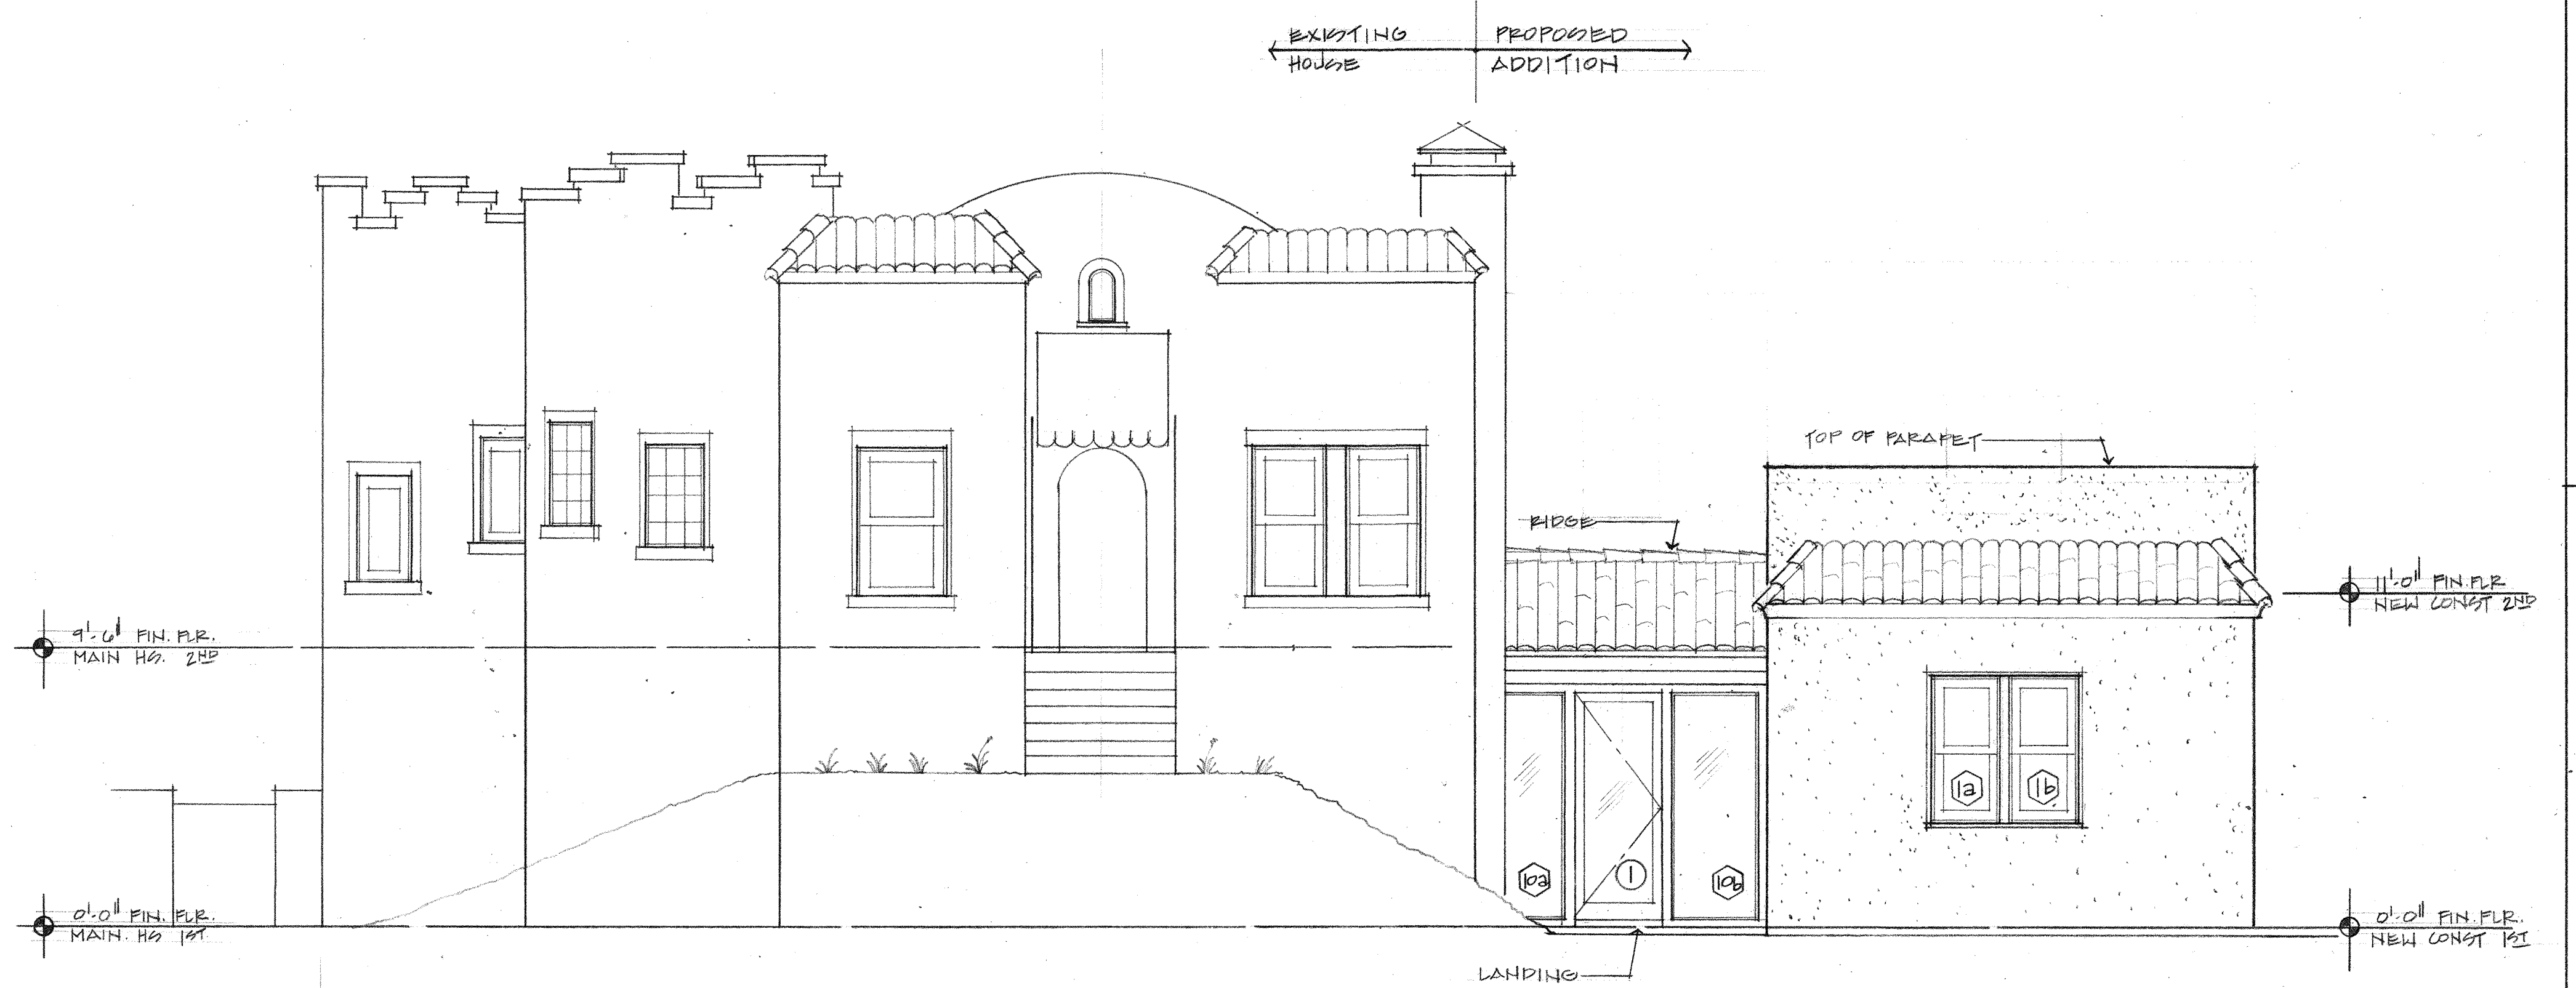 EXISTING
HOUSE
PROPOSED
ADDITION
TOP OF PARAPET
RIDGE
11'-0" FIN.FLR
NEW CONST 2ND
9'-6" FIN. FLR.
MAIN HS. 2ND
1a
1b
10a
1
10b
0'-0" FIN. FLR.
MAIN. HS 1ST
0'-0" FIN.FLR.
NEW CONST 1ST
LANDING